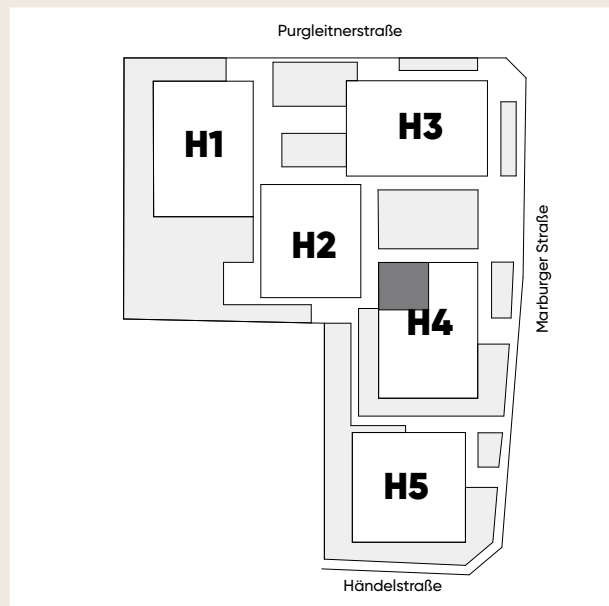 Purgleitnerstraße
H1
H3
H2
Marburger Straße
H4
H5
Händelstraße